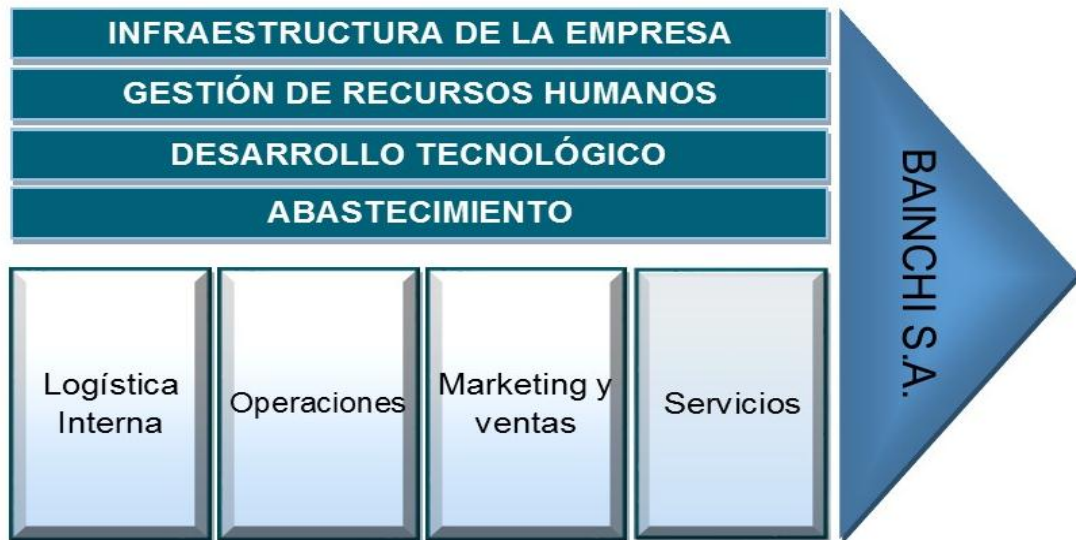 INFRAESTRUCTURA DE LA EMPRESA
GESTIÓN DE RECURSOS HUMANOS
DESARROLLO TECNOLÓGICO
ABASTECIMIENTO
Logística
Interna
Operaciones
Marketing y
ventas
Servicios
BAINCHI S.A.